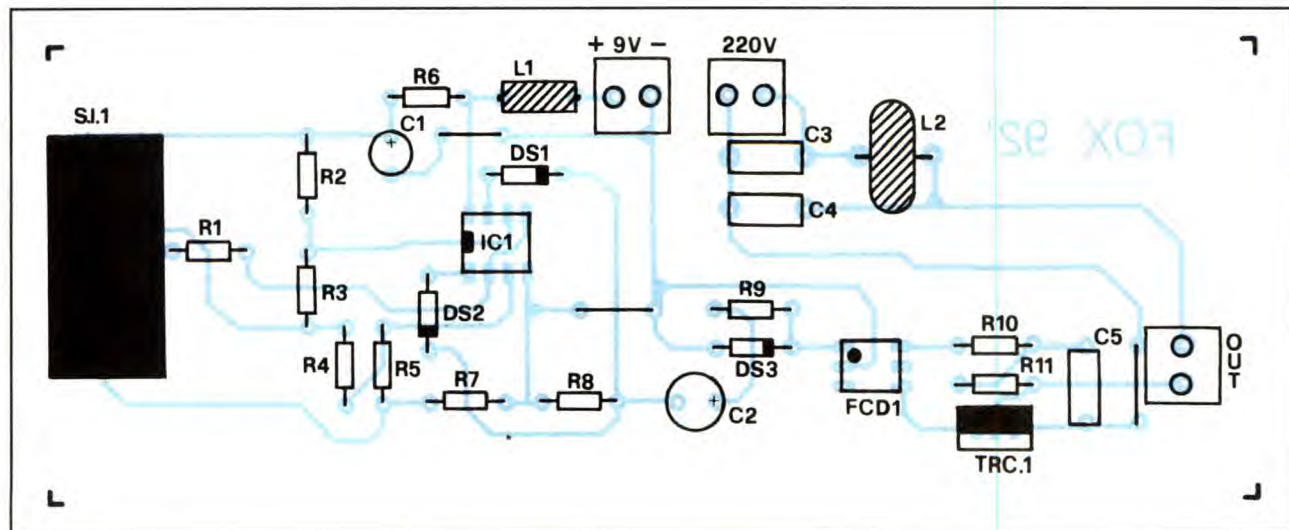 + 9V -
220V
L1
R6
S.I.1
C1
C3
L2
FOX 92'
DS1
R2
C4
R1
IC1
R3
DS2
R9
R10
C5
OUT
R4
R5
DS3
R11
R7
R8
FCD1
C2
TRC.1